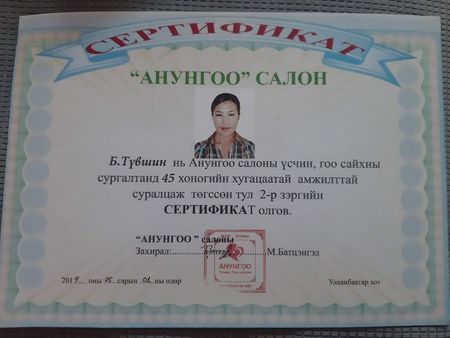 СЕРТИФИКАТ
“АНУНГОО” САЛОН
Б.Түвшин нь Анунгоо салоны үсчин, гоо сайхны
сургалтанд 45 хоногийн хугацаатай амжилттай
суралцаж төгссөн тул 2-р зэргийн
СЕРТИФИКАТ олгов.
“АНУНГОО ” салоны
Захирал:................М.Батцэнгэл
АНУНГОО
2014 оны 05 сарын 01 ны өдөр
Улаанбаатар хот